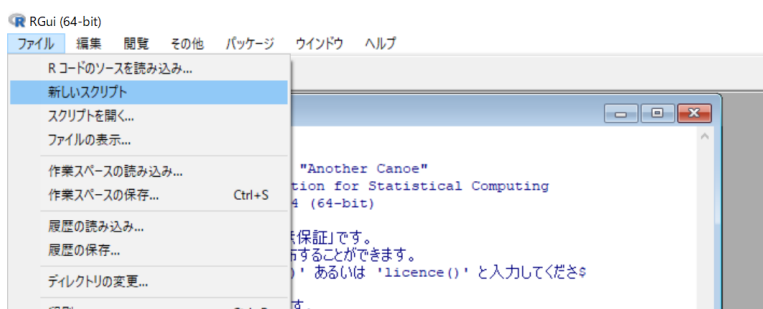 RGui (64-bit)
ファイル 編集 閲覧 その他 パッケージ ウインドウ ヘルプ
R コードのソースを読み込み...
新しいスクリプト
スクリプトを開く...
ファイルの表示...
作業スペースの読み込み...
作業スペースの保存... Ctrl+S
履歴の読み込み...
履歴の保存...
ディレクトリの変更...
"Another Canoe"
tion for Statistical Computing
4 (64-bit)
保証」です。
することができます。
)' あるいは 'licence()' と入力してくださ$
す。